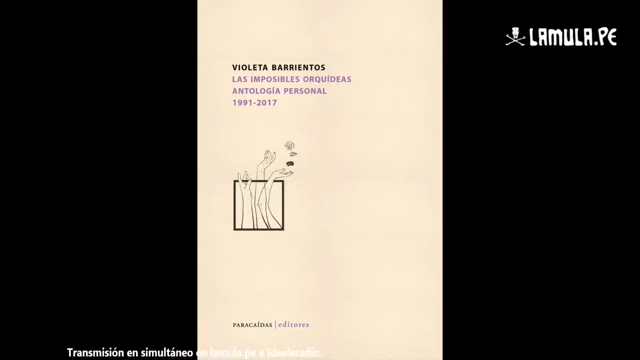 LAMULA.PE
VIOLETA BARRIENTOS
LAS IMPOSIBLES ORQUÍDEAS
ANTOLOGÍA PERSONAL
1991-2017
PARACAÍDAS | editores
Transmisión en simultáneo en lamula.pe e Ideeleradio.